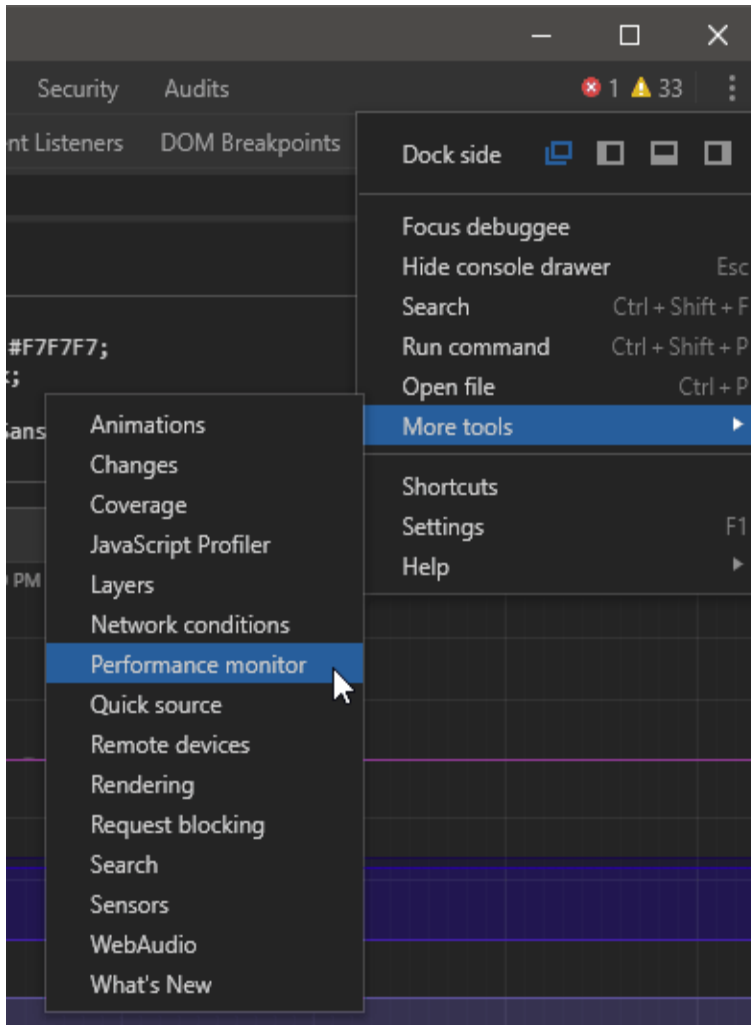 Security Audits 1 33
nt Listeners DOM Breakpoints
Dock side
Focus debuggee
Hide console drawer Esc
Search Ctrl + Shift + F
Run command Ctrl + Shift + P
Open file Ctrl + P
More tools
Shortcuts
Settings F1
Help
#F7F7F7;
;
Sans
PM
Animations
Changes
Coverage
JavaScript Profiler
Layers
Network conditions
Performance monitor
Quick source
Remote devices
Rendering
Request blocking
Search
Sensors
WebAudio
What's New